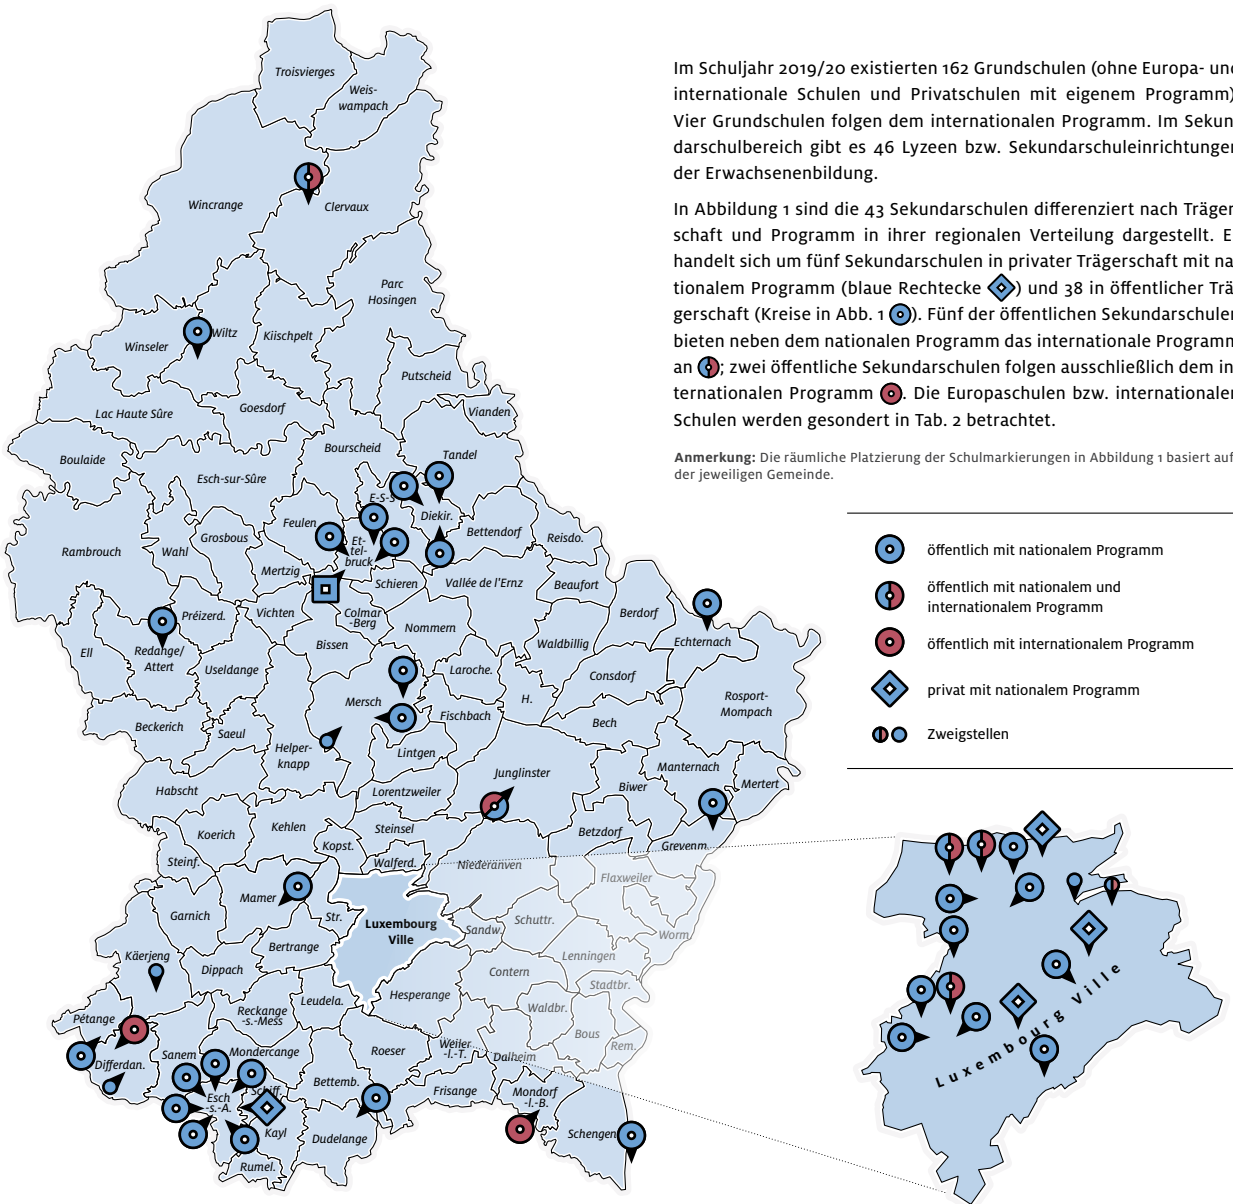 Im Schuljahr 2019/20 existierten 162 Grundschulen (ohne Europa- und
internationale Schulen und Privatschulen mit eigenem Programm)
Vier Grundschulen folgen dem internationalen Programm. Im Sekun
darschulbereich gibt es 46 Lyzeen bzw. Sekundarschuleinrichtungen
der Erwachsenenbildung.
In Abbildung 1 sind die 43 Sekundarschulen differenziert nach Träger
schaft und Programm in ihrer regionalen Verteilung dargestellt. E
handelt sich um fünf Sekundarschulen in privater Trägerschaft mit na
tionalem Programm (blaue Rechtecke ) und 38 in öffentlicher Trä
gerschaft (Kreise in Abb. 1 ). Fünf der öffentlichen Sekundarschulen
bieten neben dem nationalen Programm das internationale Programm
an ; zwei öffentliche Sekundarschulen folgen ausschließlich dem in
ternationalen Programm . Die Europaschulen bzw. internationalen
Schulen werden gesondert in Tab. 2 betrachtet.
Anmerkung: Die räumliche Platzierung der Schulmarkierungen in Abbildung 1 basiert auf
der jeweiligen Gemeinde.
öffentlich mit nationalem Programm
öffentlich mit nationalem und
internationalem Programm
öffentlich mit internationalem Programm
privat mit nationalem Programm
Zweigstellen
Troisvierges
Weis-
wampach
Wincrange
Clervaux
Parc
Hosingen
Winseler
Wiltz
Kiischpelt
Putscheid
Lac Haute Sûre
Goesdorf
Vianden
Boulaide
Bourscheid
Tandel
Esch-sur-Sûre
E-S-S
Diekir.
Feulen
Bettendorf
Reisdo.
Rambrouch
Wahl
Grosbous
Et-
tel-
bruck
Mertzig
Schieren
Vallée de l'Ernz
Beaufort
Préizerd.
Vichten
Colmar
-Berg
Nommern
Berdorf
Echternach
Ell
Redange/
Attert
Useldange
Bissen
Waldbillig
Laroche.
Consdorf
Mersch
H.
Rosport-
Mompach
Beckerich
Saeul
Fischbach
Bech
Helper-
knapp
Lintgen
Habscht
Junglinster
Manternach
Lorentzweiler
Biwer
Mertert
Koerich
Kehlen
Steinsel
Betzdorf
Kopst.
Grevenm.
Steinf.
Walferd.
Niederanven
Flaxweiler
Mamer
Garnich
Str.
Luxembourg
Ville
Schuttr.
Sandw.
Worm.
Bertrange
Käerjeng
Dippach
Lenningen
Contern
Stadtbr.
Leudela.
Hesperange
Reckange
-s.-Mess
Waldbr.
Pétange
Bous
Rem.
Differdan.
Sanem
Mondercange
Roeser
Weiler
-l.-T.
Dalheim
Schiff.
Bettemb.
Frisange
Mondorf
-l.-B.
Esch
-s.-A.
Kayl
Dudelange
Schengen
Rumel.
Luxembourg Ville